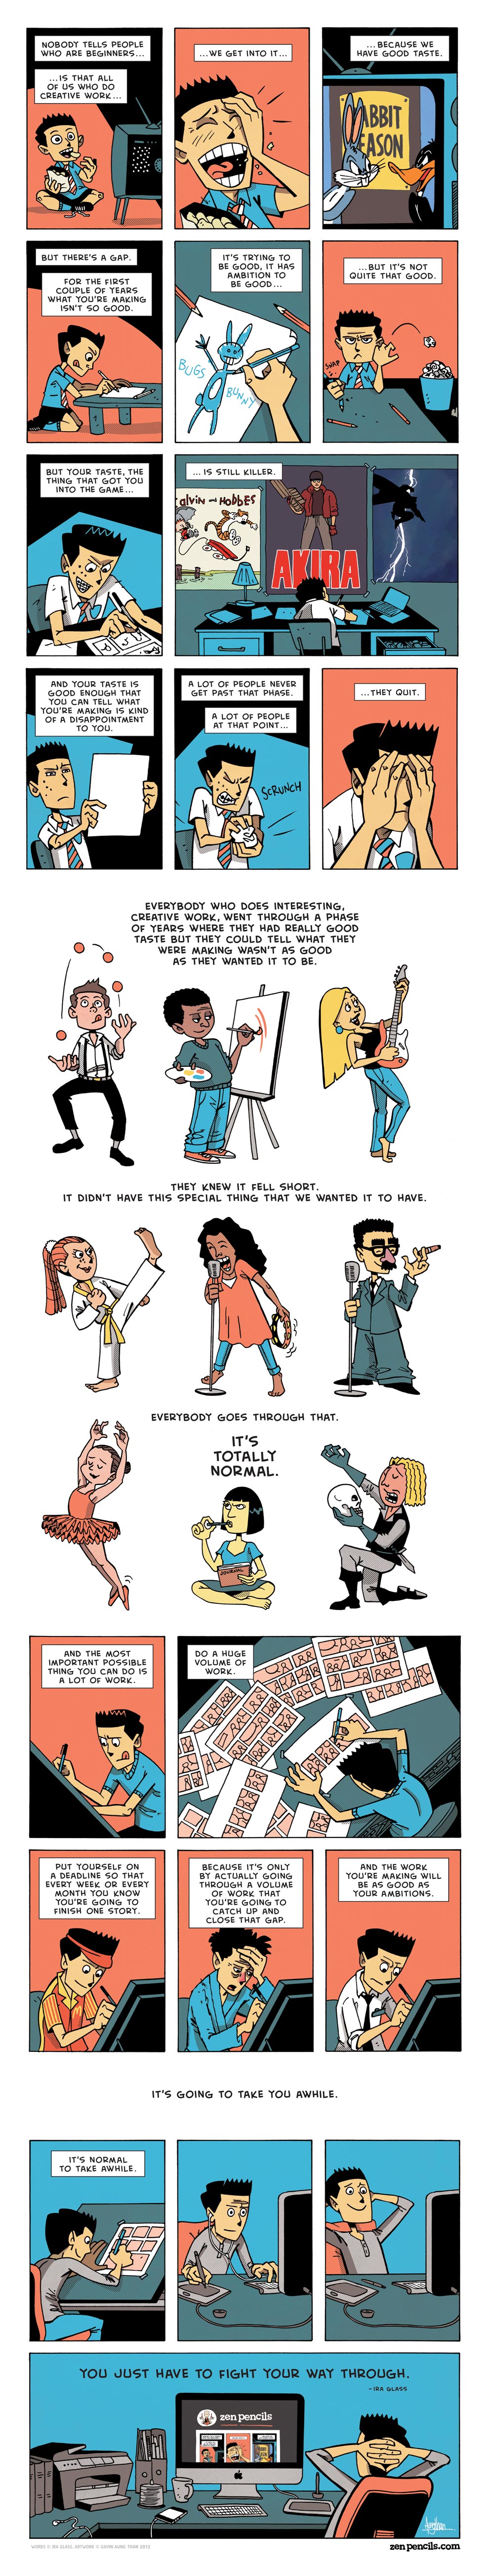 NOBODY TELLS PEOPLE
WHO ARE BEGINNERS...
...IS THAT ALL
OF US WHO DO
CREATIVE WORK...
...WE GET INTO IT...
...BECAUSE WE
HAVE GOOD TASTE.
ABBIT
EASON
BUT THERE'S A GAP.
FOR THE FIRST
COUPLE OF YEARS
WHAT YOU'RE MAKING
ISN'T SO GOOD.
IT'S TRYING TO
BE GOOD, IT HAS
AMBITION TO
BE GOOD...
BUGS
BUNNY
...BUT IT'S NOT
QUITE THAT GOOD.
SNAP
BUT YOUR TASTE, THE
THING THAT GOT YOU
INTO THE GAME...
... IS STILL KILLER.
alvin and HobbES
AKIRA
AND YOUR TASTE IS
GOOD ENOUGH THAT
YOU CAN TELL WHAT
YOU'RE MAKING IS KIND
OF A DISAPPOINTMENT
TO YOU.
A LOT OF PEOPLE NEVER
GET PAST THAT PHASE.
A LOT OF PEOPLE
AT THAT POINT...
SCRUNCH
...THEY QUIT.
EVERYBODY WHO DOES INTERESTING,
CREATIVE WORK, WENT THROUGH A PHASE
OF YEARS WHERE THEY HAD REALLY GOOD
TASTE BUT THEY COULD TELL WHAT THEY
WERE MAKING WASN'T AS GOOD
AS THEY WANTED IT TO BE.
THEY KNEW IT FELL SHORT.
IT DIDN'T HAVE THIS SPECIAL THING THAT WE WANTED IT TO HAVE.
EVERYBODY GOES THROUGH THAT.
IT'S
TOTALLY
NORMAL.
JOURNAL
AND THE MOST
IMPORTANT POSSIBLE
THING YOU CAN DO IS
A LOT OF WORK.
DO A HUGE
VOLUME OF
WORK.
PUT YOURSELF ON
A DEADLINE SO THAT
EVERY WEEK OR EVERY
MONTH YOU KNOW
YOU'RE GOING TO
FINISH ONE STORY.
BECAUSE IT'S ONLY
BY ACTUALLY GOING
THROUGH A VOLUME
OF WORK THAT
YOU'RE GOING TO
CATCH UP AND
CLOSE THAT GAP.
AND THE WORK
YOU'RE MAKING WILL
BE AS GOOD AS
YOUR AMBITIONS.
IT'S GOING TO TAKE YOU AWHILE.
IT'S NORMAL
TO TAKE AWHILE.
YOU JUST HAVE TO FIGHT YOUR WAY THROUGH.
-IRA GLASS
zen pencils
WORDS © IRA GLASS. ARTWORK © GAVIN AUNG THAN 2013
zenpencils.com